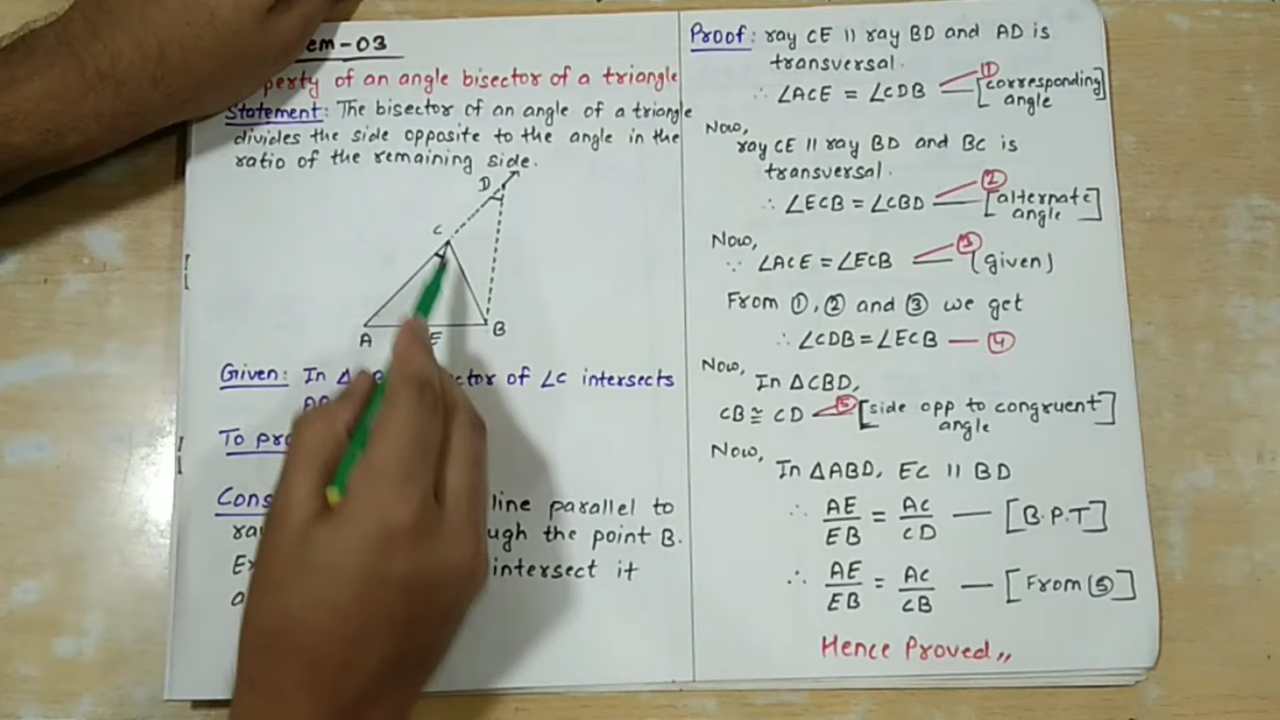 em-03
perty of an angle bisector of a triangle
Statement: The bisector of an angle of a triangle
divides the side opposite to the angle in the
ratio of the remaining side.
D
C
A
E
B
Given: In △ ctor of ∠C intersects
To pro
Cons line parallel to
ra ugh the point B.
Ex intersect it
Proof: ray CE || ray BD and AD is
transversal.
∴ ∠ACE = ∠CDB — ① [corresponding
angle]
Now,
ray CE || ray BD and BC is
transversal.
∴ ∠ECB = ∠CBD — ② [alternate
angle]
Now,
∵ ∠ACE = ∠ECB — ③ (given)
From ①, ② and ③ we get
∴ ∠CDB = ∠ECB — ④
Now,
In △CBD,
CB ≅ CD — ⑤ [side opp to congruent
angle]
Now,
In △ABD, EC || BD
∴ AE/EB = AC/CD — [B.P.T]
∴ AE/EB = AC/CB — [From ⑤]
Hence Proved,,